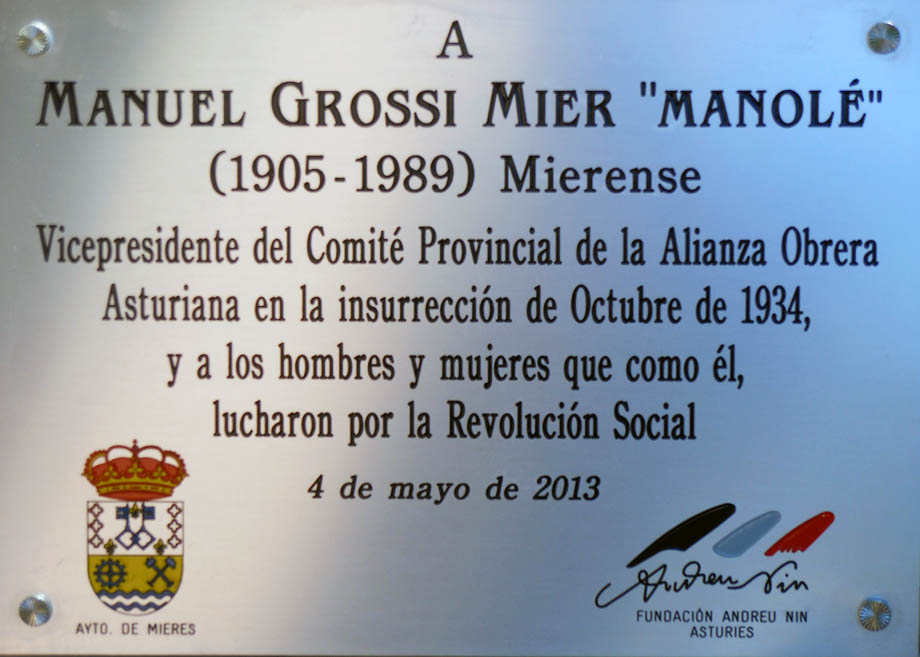 A
MANUEL GROSSI MIER "MANOLÉ"
(1905-1989) Mierense
Vicepresidente del Comité Provincial de la Alianza Obrera
Asturiana en la insurrección de Octubre de 1934,
y a los hombres y mujeres que como él,
lucharon por la Revolución Social
4 de mayo de 2013
AYTO. DE MIERES
Andreu Nin
FUNDACIÓN ANDREU NIN
ASTURIES